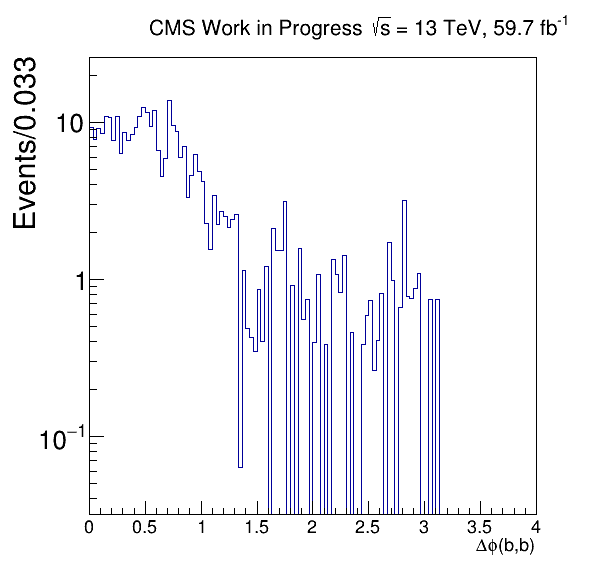 CMS Work in Progress √s = 13 TeV, 59.7 fb⁻¹
Events/0.033
10
1
10⁻¹
0 0.5 1 1.5 2 2.5 3 3.5 4
Δϕ(b,b)